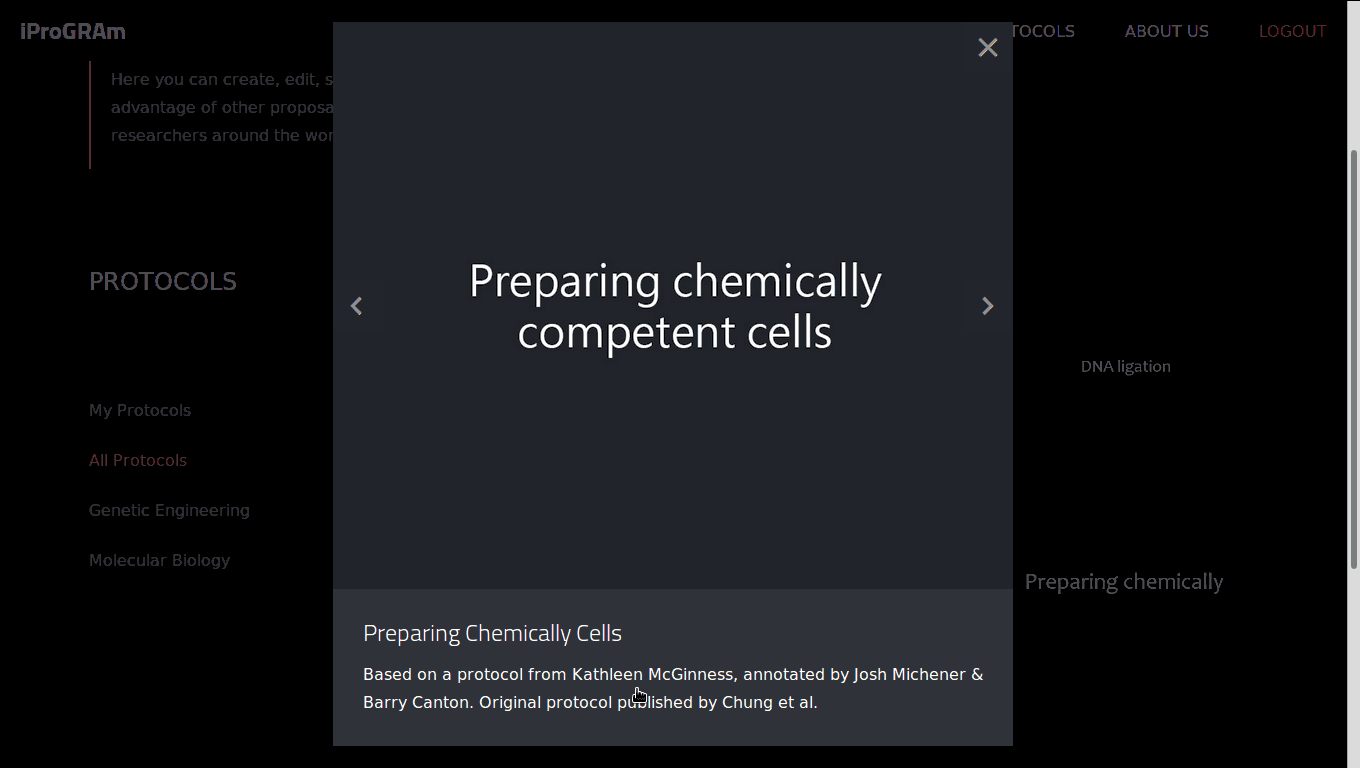 iProGRAm
TOCOLS
ABOUT US
LOGOUT
Here you can create, edit, s
advantage of other proposa
researchers around the wor
PROTOCOLS
My Protocols
All Protocols
Genetic Engineering
Molecular Biology
Preparing chemically
competent cells
DNA ligation
Preparing chemically
Preparing Chemically Cells
Based on a protocol from Kathleen McGinness, annotated by Josh Michener &
Barry Canton. Original protocol published by Chung et al.